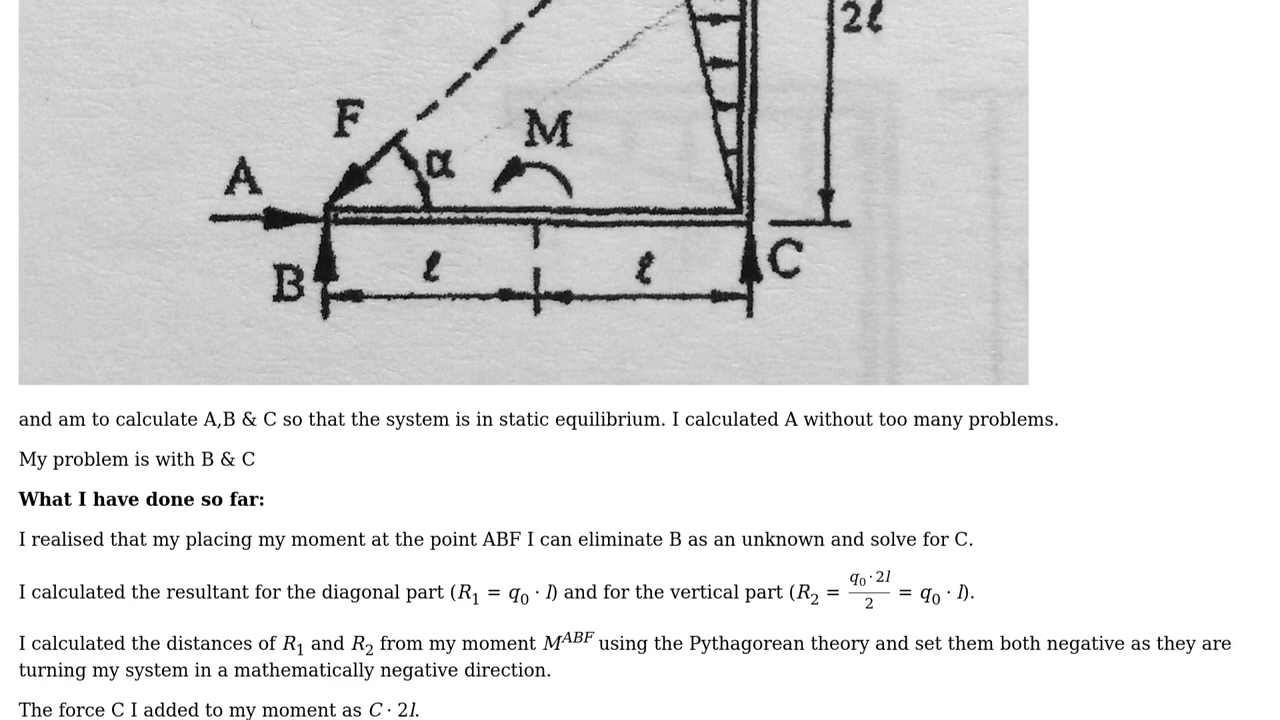 2ℓ
F
M
α
A
ℓ
ℓ
C
B
and am to calculate A,B & C so that the system is in static equilibrium. I calculated A without too many problems.
My problem is with B & C
What I have done so far:
I realised that my placing my moment at the point ABF I can eliminate B as an unknown and solve for C.
I calculated the resultant for the diagonal part (R₁ = q₀ · l) and for the vertical part (R₂ = \frac{q₀·2l}{2} = q₀ · l).
I calculated the distances of R₁ and R₂ from my moment M^{ABF} using the Pythagorean theory and set them both negative as they are
turning my system in a mathematically negative direction.
The force C I added to my moment as C · 2l.